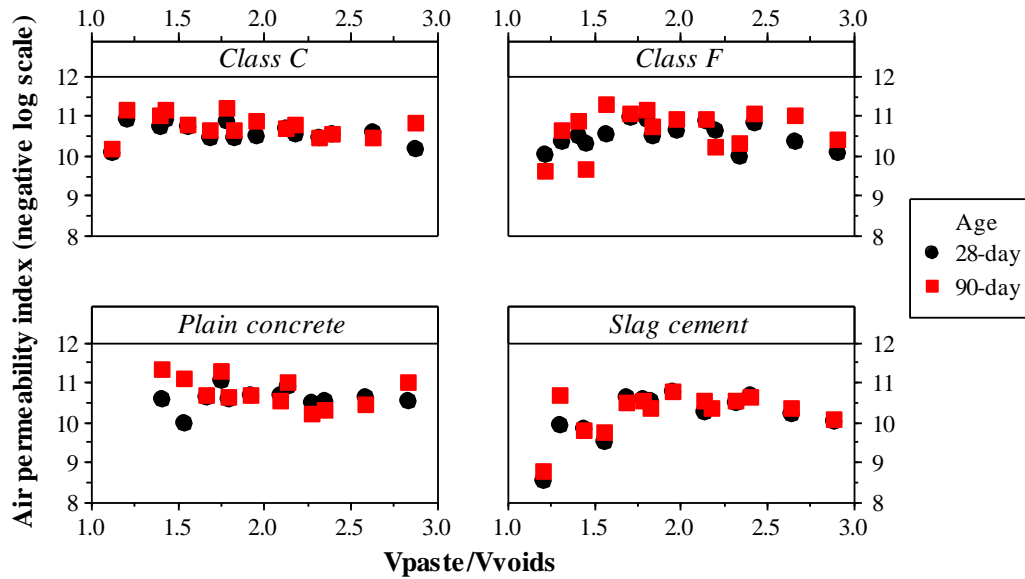 1.0 1.5 2.0 2.5 3.0 1.0 1.5 2.0 2.5 3.0
Class C Class F
12 12
11 11
10 10
9 9
8 8
Age
28-day
90-day
Air permeability index (negative log scale)
Plain concrete Slag cement
12 12
11 11
10 10
9 9
8 8
1.0 1.5 2.0 2.5 3.0 1.0 1.5 2.0 2.5 3.0
Vpaste/Vvoids